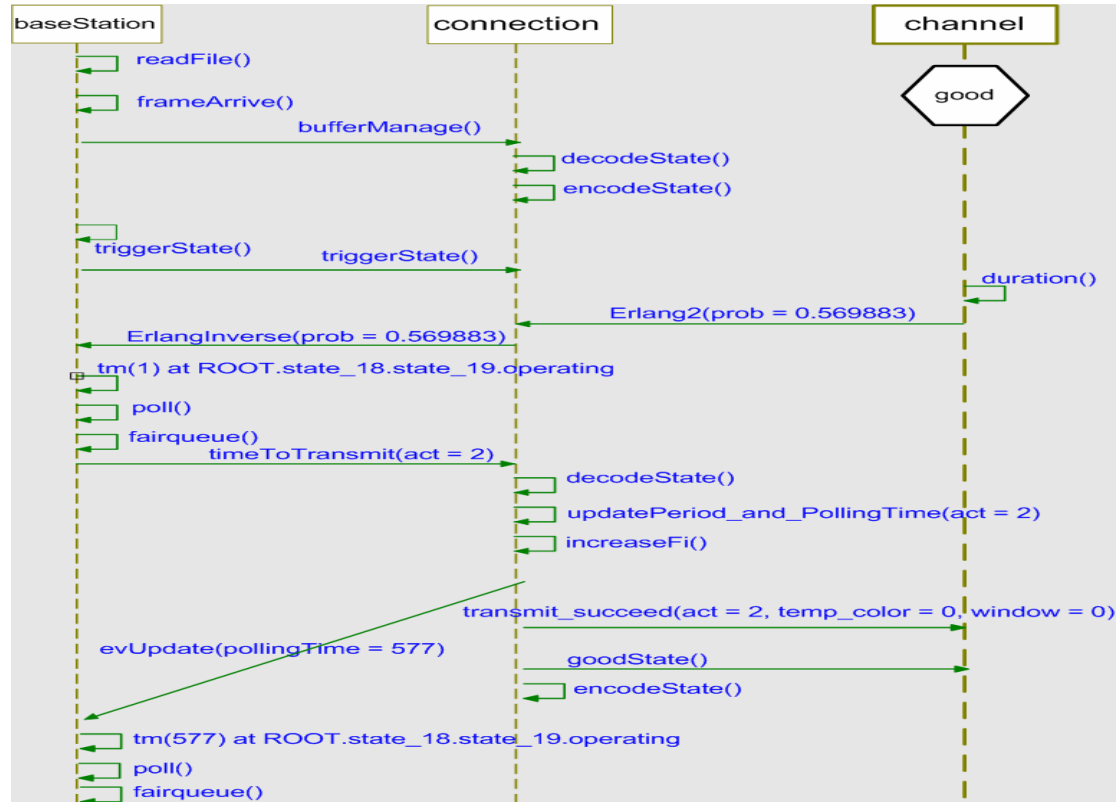 baseStation
connection
channel
readFile()
good
frameArrive()
bufferManage()
decodeState()
encodeState()
triggerState()
triggerState()
duration()
Erlang2(prob = 0.569883)
ErlangInverse(prob = 0.569883)
tm(1) at ROOT.state_18.state_19.operating
poll()
fairqueue()
timeToTransmit(act = 2)
decodeState()
updatePeriod_and_PollingTime(act = 2)
increaseFi()
transmit_succeed(act = 2, temp_color = 0, window = 0)
evUpdate(pollingTime = 577)
goodState()
encodeState()
tm(577) at ROOT.state_18.state_19.operating
poll()
fairqueue()